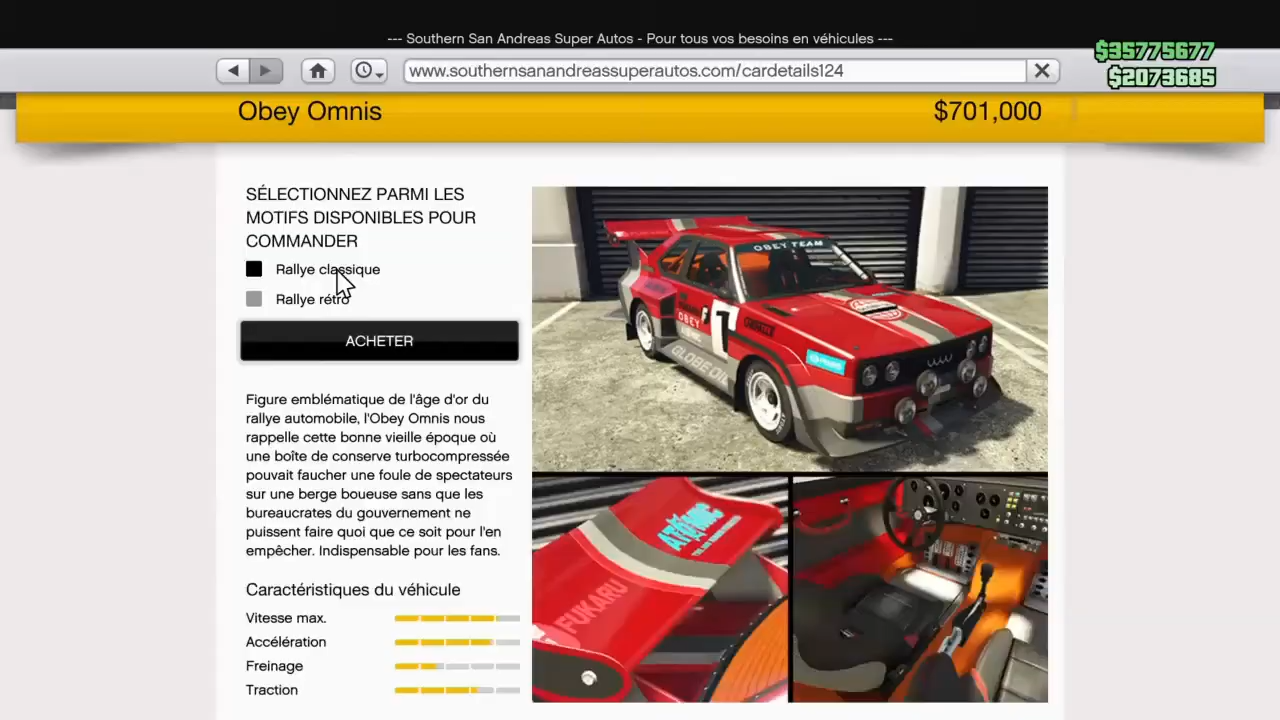 --- Southern San Andreas Super Autos - Pour tous vos besoins en véhicules ---
$35775677
www.southernsanandreassuperautos.com/cardetails124
$2073685
Obey Omnis
$701,000
SÉLECTIONNEZ PARMI LES
MOTIFS DISPONIBLES POUR
COMMANDER
Rallye classique
Rallye rétro
ACHETER
Figure emblématique de l'âge d'or du
rallye automobile, l'Obey Omnis nous
rappelle cette bonne vieille époque où
une boîte de conserve turbocompressée
pouvait faucher une foule de spectateurs
sur une berge boueuse sans que les
bureaucrates du gouvernement ne
puissent faire quoi que ce soit pour l'en
empêcher. Indispensable pour les fans.
Caractéristiques du véhicule
Vitesse max.
Accélération
Freinage
Traction
OBEY TEAM
OBEY
1
GLOBE OIL
ATOMIC
FUKARU